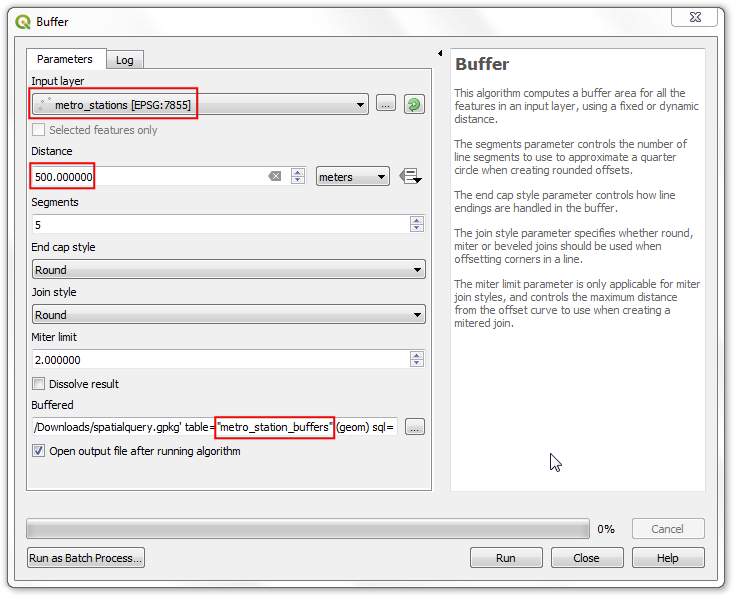 Buffer
Parameters
Log
Input layer
metro_stations [EPSG:7855]
...
Selected features only
Distance
500.000000
meters
Segments
5
End cap style
Round
Join style
Round
Miter limit
2.000000
Dissolve result
Buffered
/Downloads/spatialquery.gpkg' table="metro_station_buffers" (geom) sql=
...
Open output file after running algorithm
Buffer
This algorithm computes a buffer area for all the
features in an input layer, using a fixed or dynamic
distance.
The segments parameter controls the number of
line segments to use to approximate a quarter
circle when creating rounded offsets.
The end cap style parameter controls how line
endings are handled in the buffer.
The join style parameter specifies whether round,
miter or beveled joins should be used when
offsetting corners in a line.
The miter limit parameter is only applicable for miter
join styles, and controls the maximum distance
from the offset curve to use when creating a
mitered join.
0%
Cancel
Run as Batch Process...
Run
Close
Help